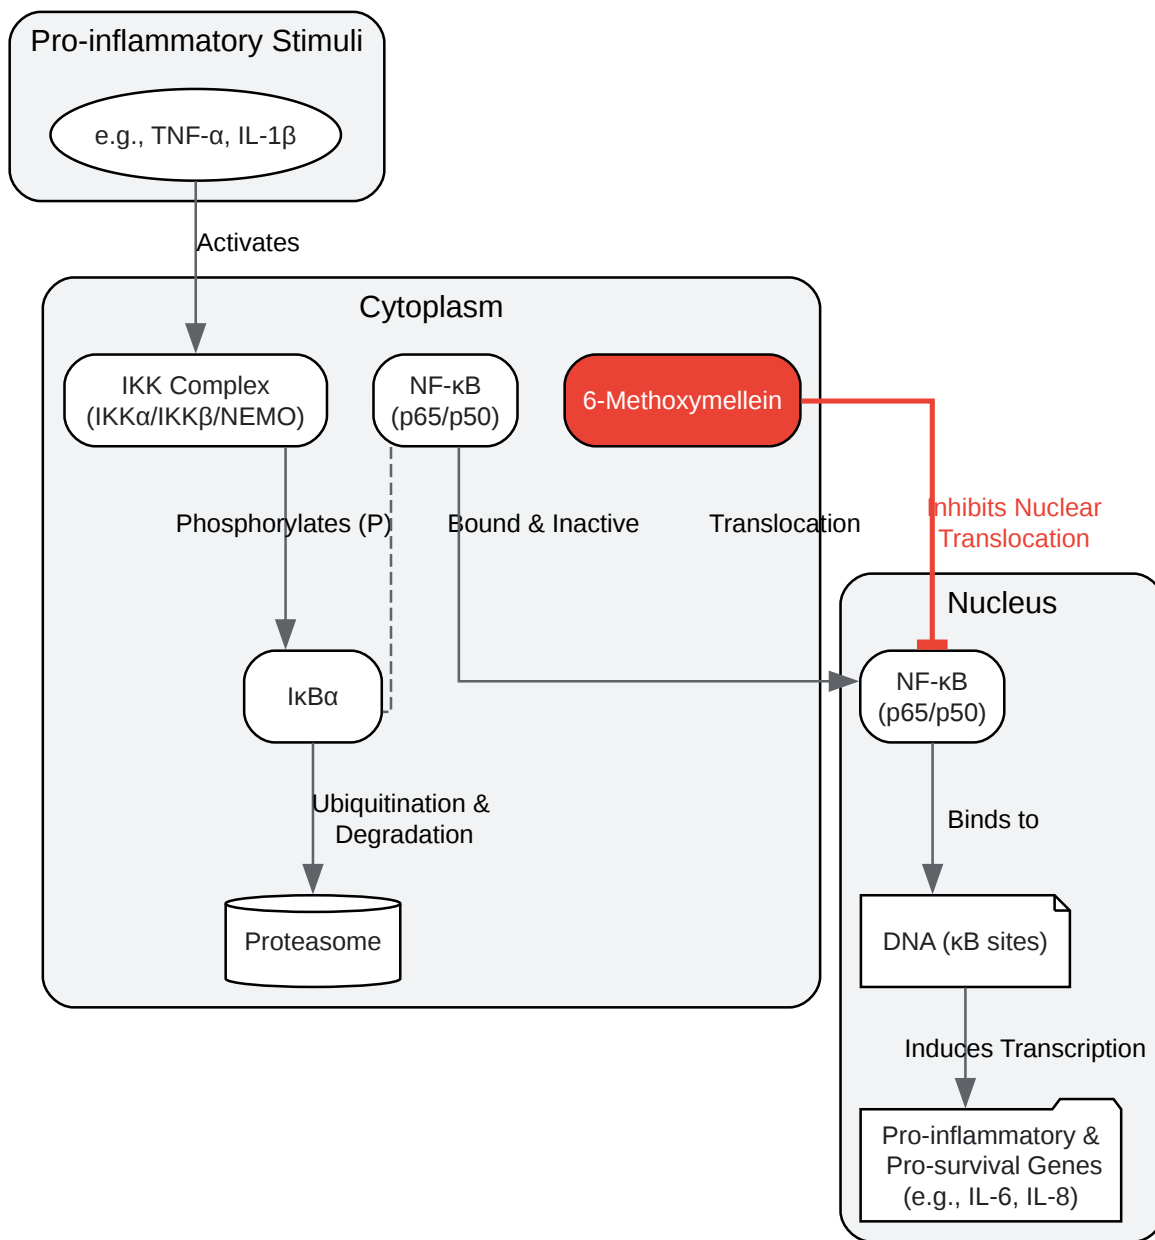 Pro-inflammatory Stimuli
e.g., TNF-α, IL-1β
Activates
Cytoplasm
IKK Complex
(IKKα/IKKβ/NEMO)
NF-κB
(p65/p50)
6-Methoxymellein
Phosphorylates (P)
Bound & Inactive
Translocation
Inhibits Nuclear
Translocation
Nucleus
IκBα
NF-κB
(p65/p50)
Ubiquitination &
Degradation
Binds to
Proteasome
DNA (κB sites)
Induces Transcription
Pro-inflammatory &
Pro-survival Genes
(e.g., IL-6, IL-8)